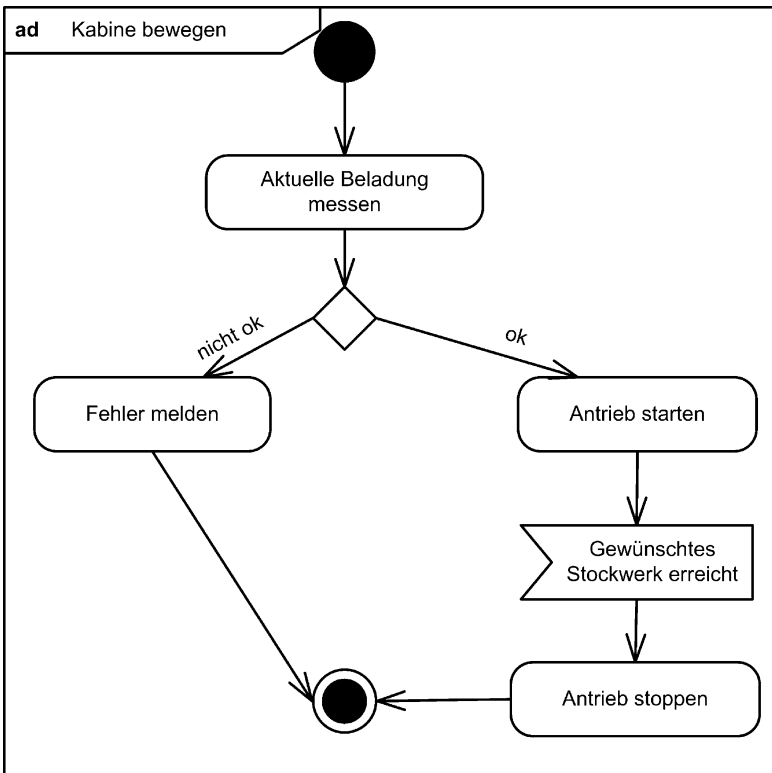 ad Kabine bewegen
Aktuelle Beladung
messen
nicht ok
ok
Fehler melden
Antrieb starten
Gewünschtes
Stockwerk erreicht
Antrieb stoppen